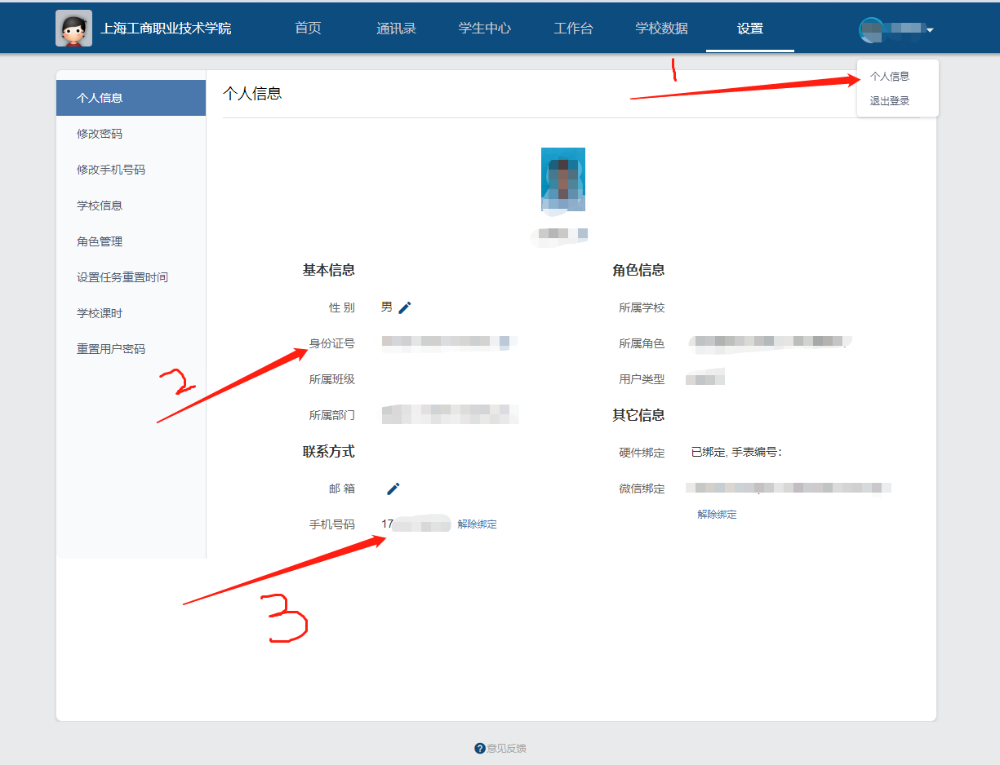 上海工商职业技术学院 首页 通讯录 学生中心 工作台 学校数据 设置
1
个人信息
退出登录
个人信息
修改密码
修改手机号码
学校信息
角色管理
设置任务重置时间
学校课时
重置用户密码
个人信息
基本信息
性 别 男
身份证号
2
所属班级
所属部门
联系方式
邮 箱
手机号码 17 解除绑定
3
角色信息
所属学校
所属角色
用户类型
其它信息
硬件绑定 已绑定, 手表编号:
微信绑定
解除绑定
?意见反馈